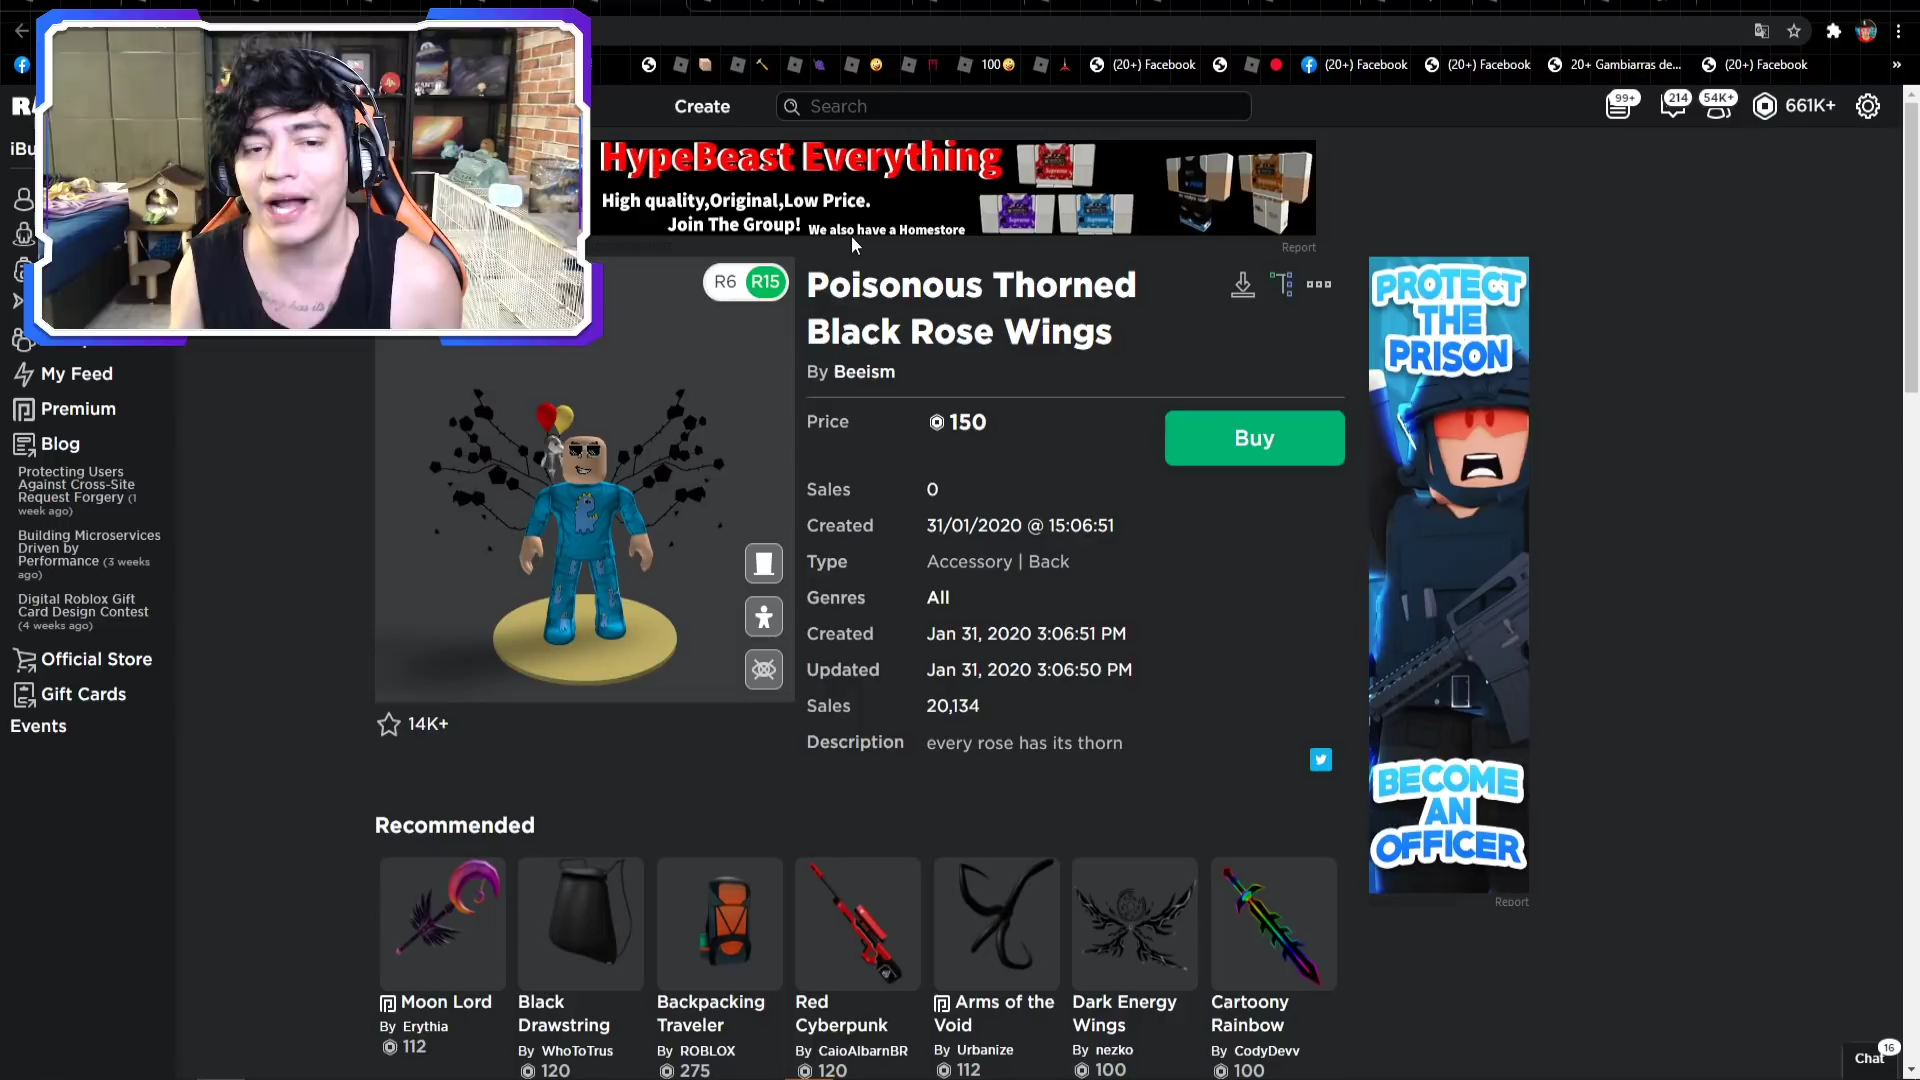 (20+) Facebook
(20+) Facebook
(20+) Facebook
20+ Gambiarras de...
(20+) Facebook
»
100
Create
Search
99+
214
54K+
661K+
iBu
HypeBeast Everything
High quality,Original,Low Price.
Join The Group!
We also have a Homestore
Report
R6
R15
Poisonous Thorned
Black Rose Wings
By Beeism
Price
150
Buy
Sales
0
Created
31/01/2020 @ 15:06:51
Type
Accessory | Back
Genres
All
Created
Jan 31, 2020 3:06:51 PM
Updated
Jan 31, 2020 3:06:50 PM
Sales
20,134
Description
every rose has its thorn
14K+
My Feed
Premium
Blog
Protecting Users
Against Cross-Site
Request Forgery (1
week ago)
Building Microservices
Driven by
Performance (3 weeks
ago)
Digital Roblox Gift
Card Design Contest
(4 weeks ago)
Official Store
Gift Cards
Events
PROTECT
THE
PRISON
BECOME
AN
OFFICER
Report
Recommended
Moon Lord
By Erythia
112
Black
Drawstring
By WhoToTrus
120
Backpacking
Traveler
By ROBLOX
275
Red
Cyberpunk
By CaioAlbarnBR
120
Arms of the
Void
By Urbanize
112
Dark Energy
Wings
By nezko
100
Cartoony
Rainbow
By CodyDevv
100
Chat
16